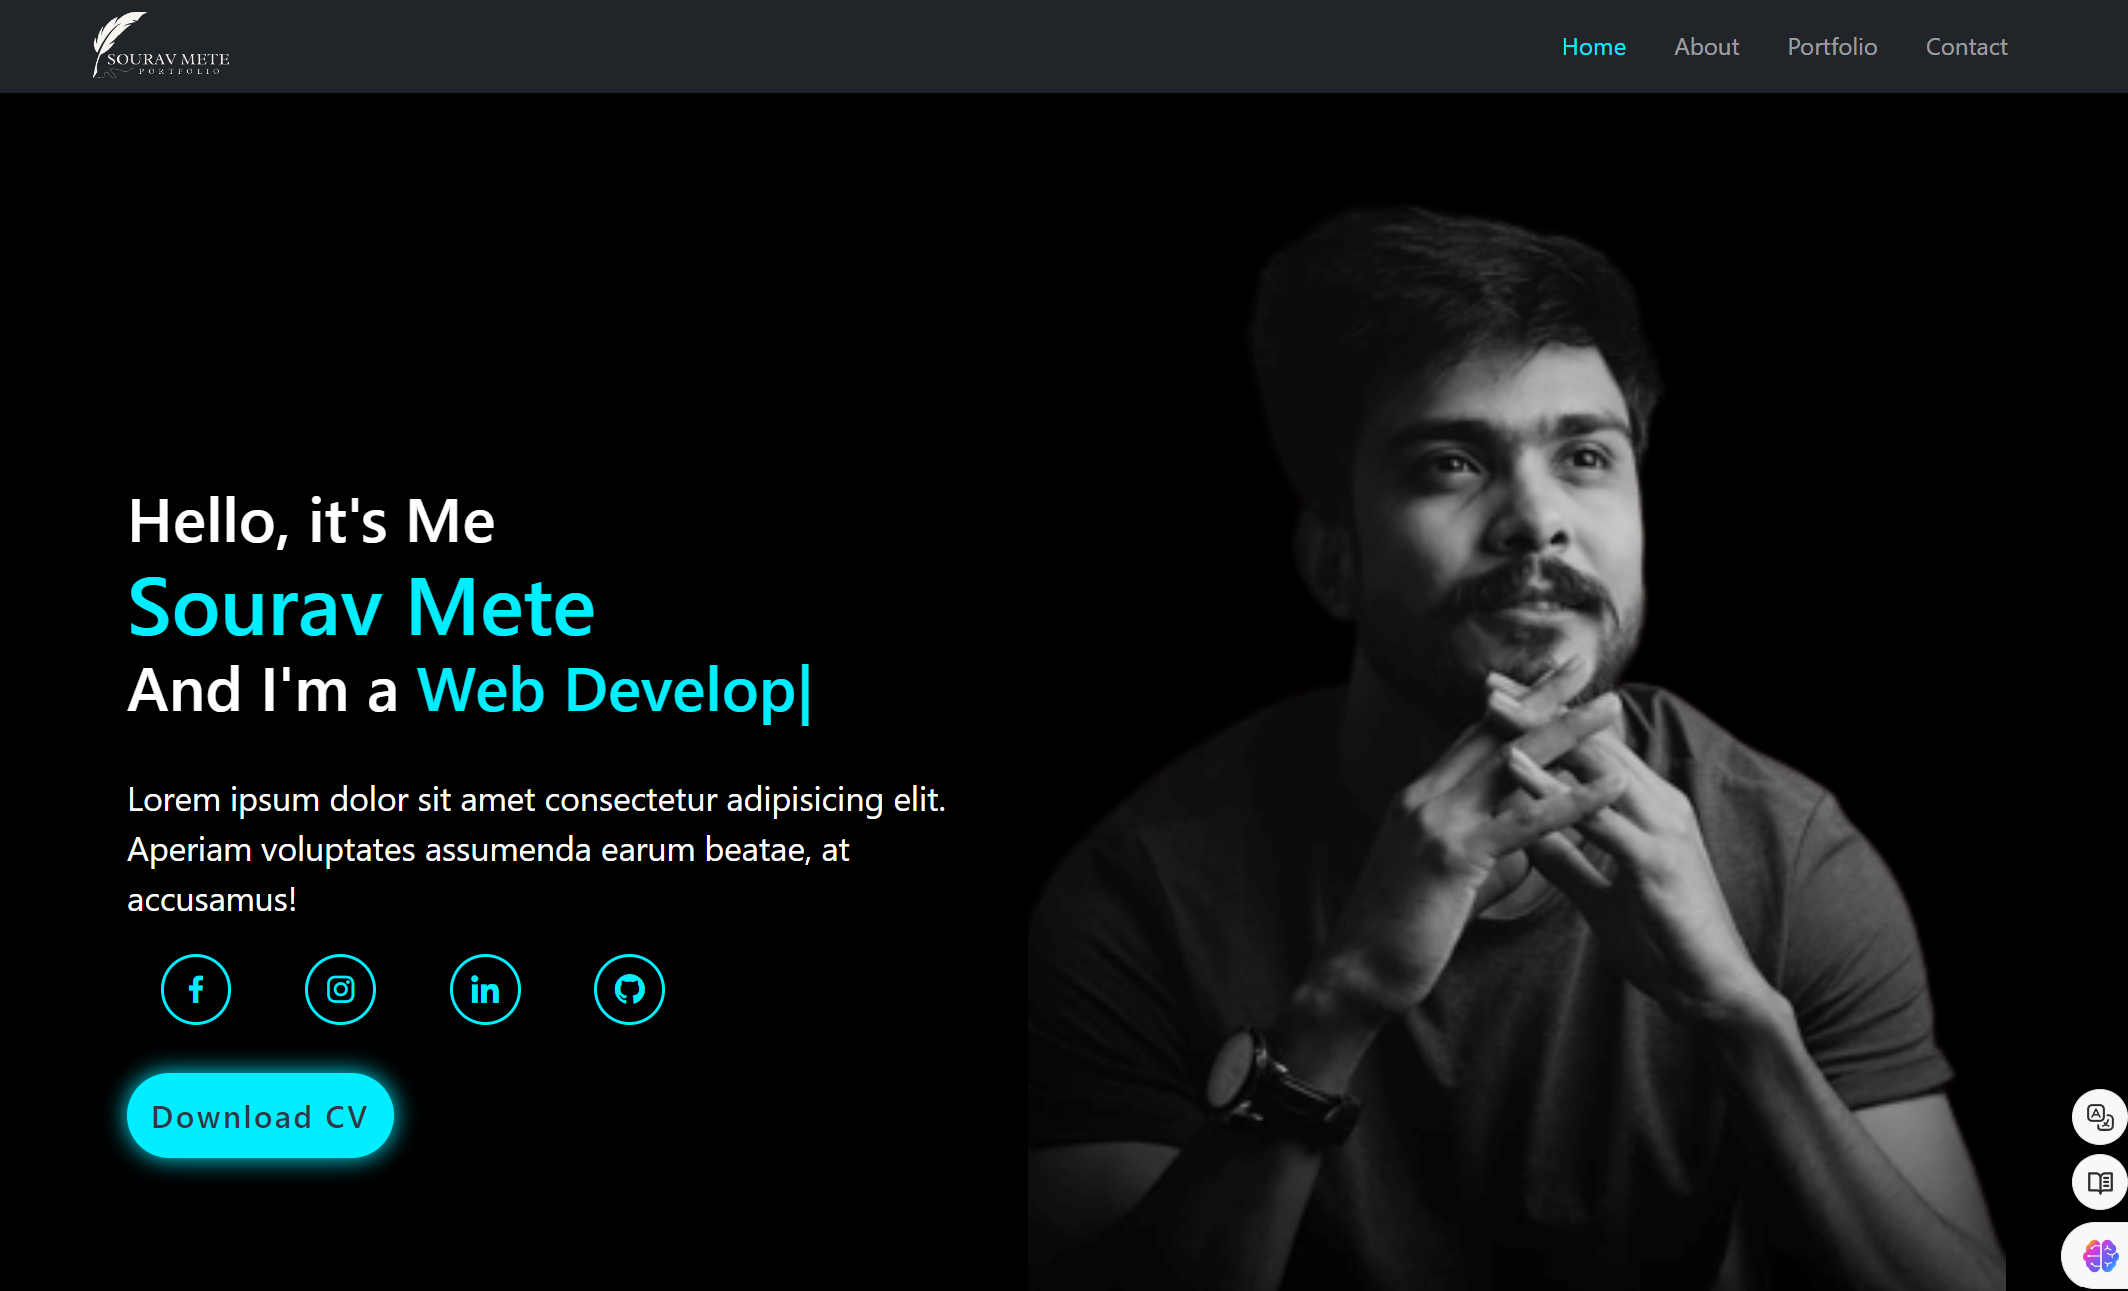 SOURAV METE
PORTFOLIO
Home About Portfolio Contact
Hello, it's Me
Sourav Mete
And I'm a Web Develop|
Lorem ipsum dolor sit amet consectetur adipisicing elit.
Aperiam voluptates assumenda earum beatae, at
accusamus!
Download CV